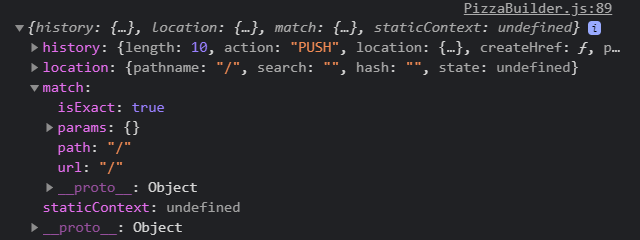 PizzaBuilder.js:89
▼{history: {…}, location: {…}, match: {…}, staticContext: undefined} i
▶history: {length: 10, action: "PUSH", location: {…}, createHref: ƒ, p…
▶location: {pathname: "/", search: "", hash: "", state: undefined}
▼match:
isExact: true
▶params: {}
path: "/"
url: "/"
▶__proto__: Object
staticContext: undefined
▶__proto__: Object